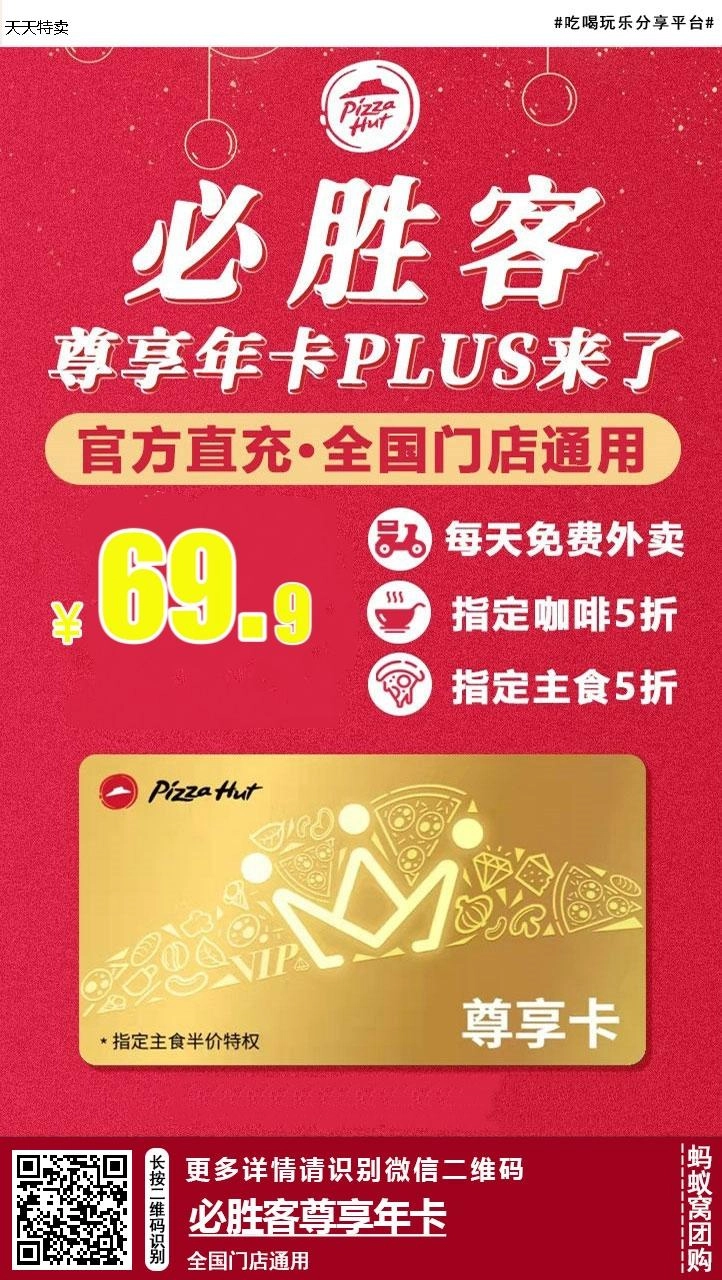 天天特卖
#吃喝玩乐分享平台#
Pizza
Hut
必胜客
尊享年卡PLUS来了
官方直充•全国门店通用
¥69.9
每天免费外卖
指定咖啡5折
指定主食5折
Pizza Hut
VIP
尊享卡
*指定主食半价特权
长按二维码识别
更多详情请识别微信二维码
必胜客尊享年卡
全国门店通用
蚂蚁窝团购